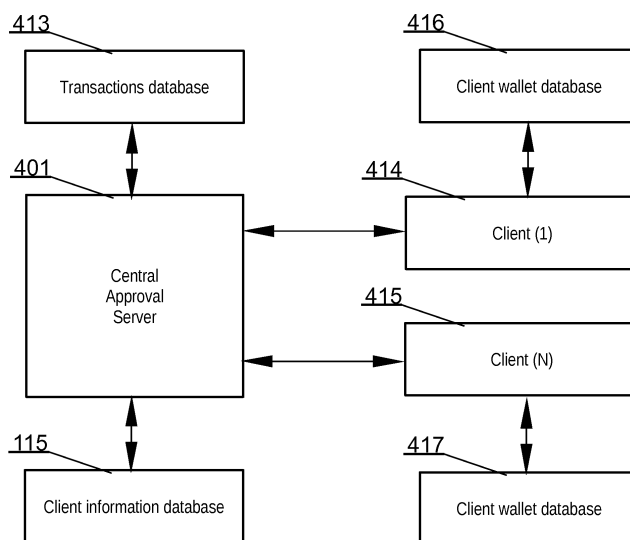 413
Transactions database
416
Client wallet database
401
Central
Approval
Server
414
Client (1)
415
Client (N)
115
Client information database
417
Client wallet database